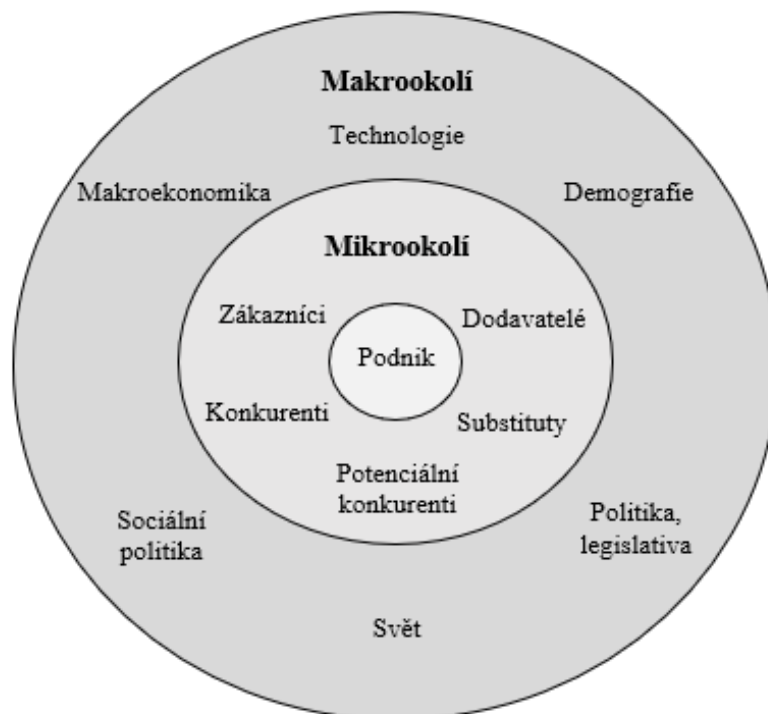 Makrookolí
Technologie
Makroekonomika
Demografie
Mikrookolí
Zákazníci
Dodavatelé
Podnik
Konkurenti
Substituty
Potenciální
konkurenti
Sociální
politika
Politika,
legislativa
Svět